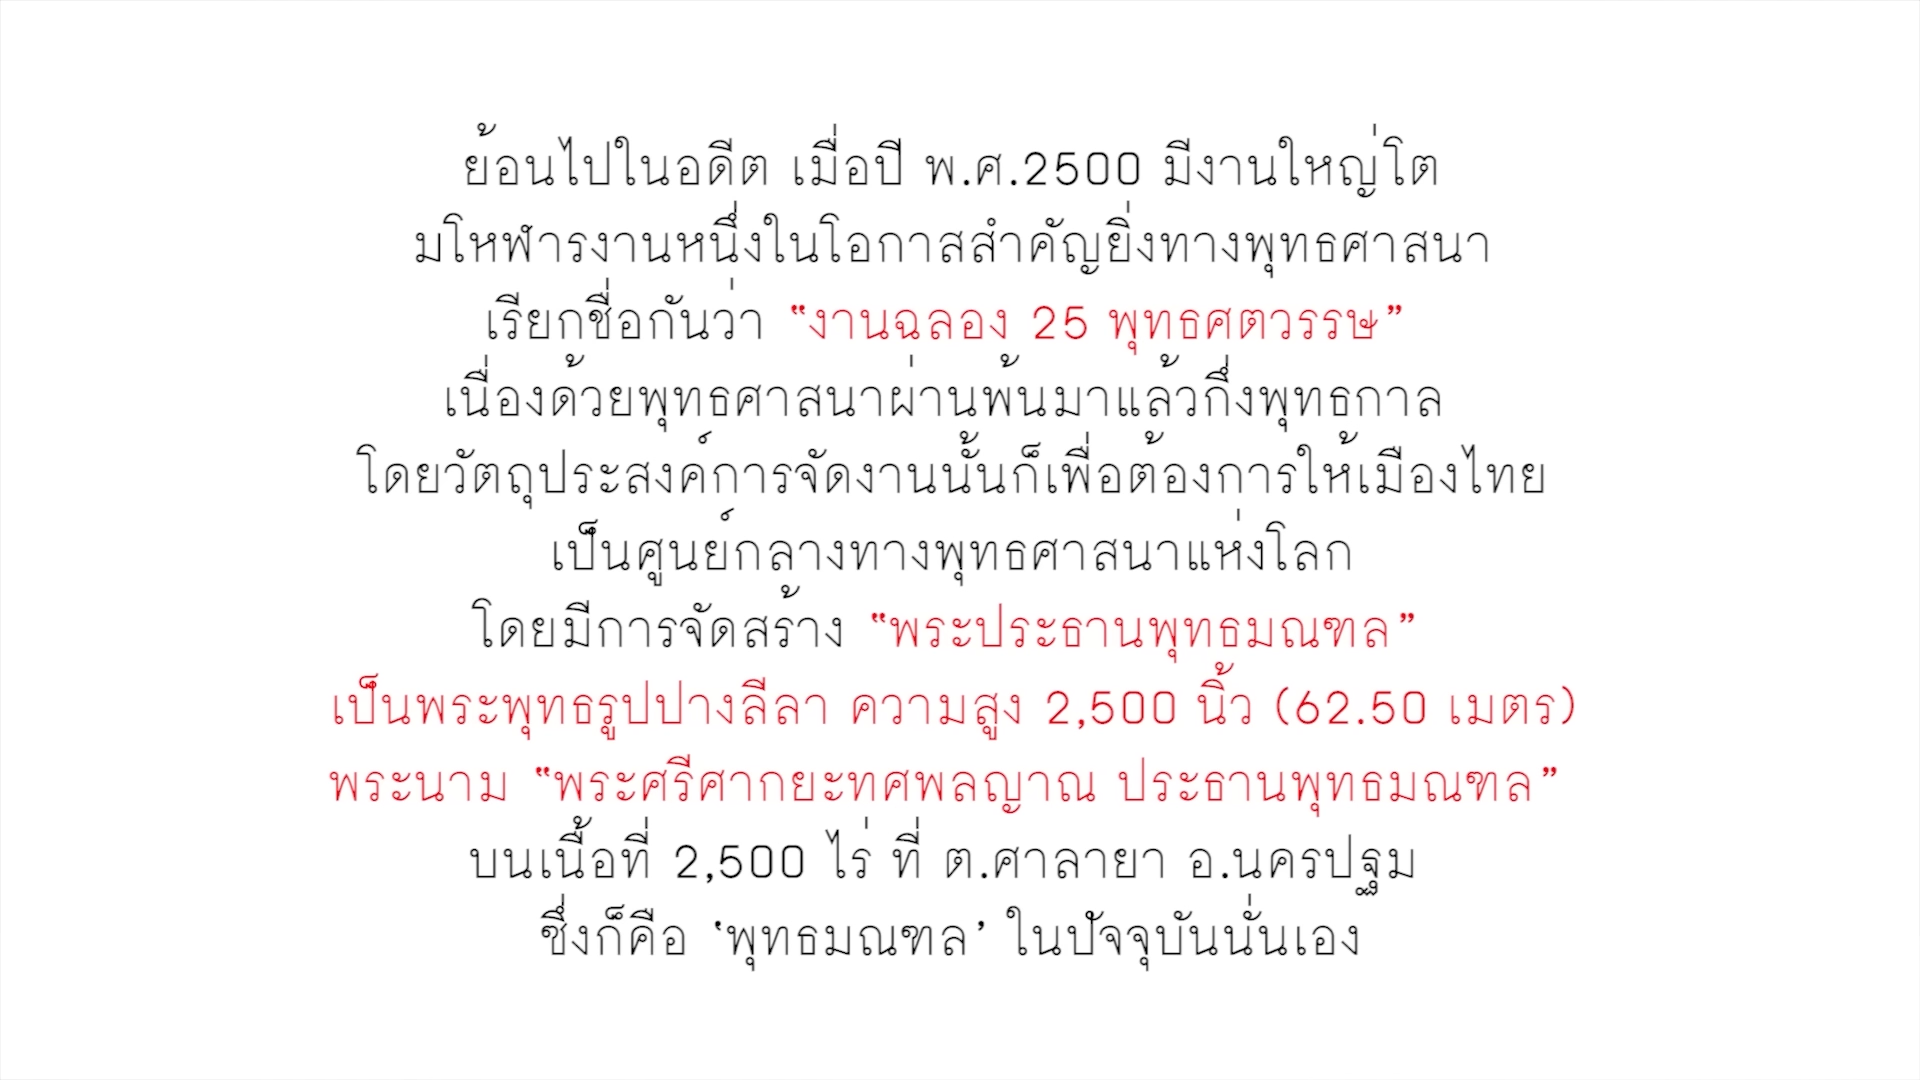 ย้อนไปในอดีต เมื่อปี พ.ศ.2500 มีงานใหญ่โต
มโหฬารงานหนึ่งในโอกาสสำคัญยิ่งทางพุทธศาสนา
เรียกชื่อกันว่า “งานฉลอง 25 พุทธศตวรรษ”
เนื่องด้วยพุทธศาสนาผ่านพ้นมาแล้วกึ่งพุทธกาล
โดยวัตถุประสงค์การจัดงานนั้นก็เพื่อต้องการให้เมืองไทย
เป็นศูนย์กลางทางพุทธศาสนาแห่งโลก
โดยมีการจัดสร้าง “พระประธานพุทธมณฑล”
เป็นพระพุทธรูปปางลีลา ความสูง 2,500 นิ้ว (62.50 เมตร)
พระนาม “พระศรีศากยะทศพลญาณ ประธานพุทธมณฑล”
บนเนื้อที่ 2,500 ไร่ ที่ ต.ศาลายา อ.นครปฐม
ซึ่งก็คือ ‘พุทธมณฑล’ ในปัจจุบันนั่นเอง